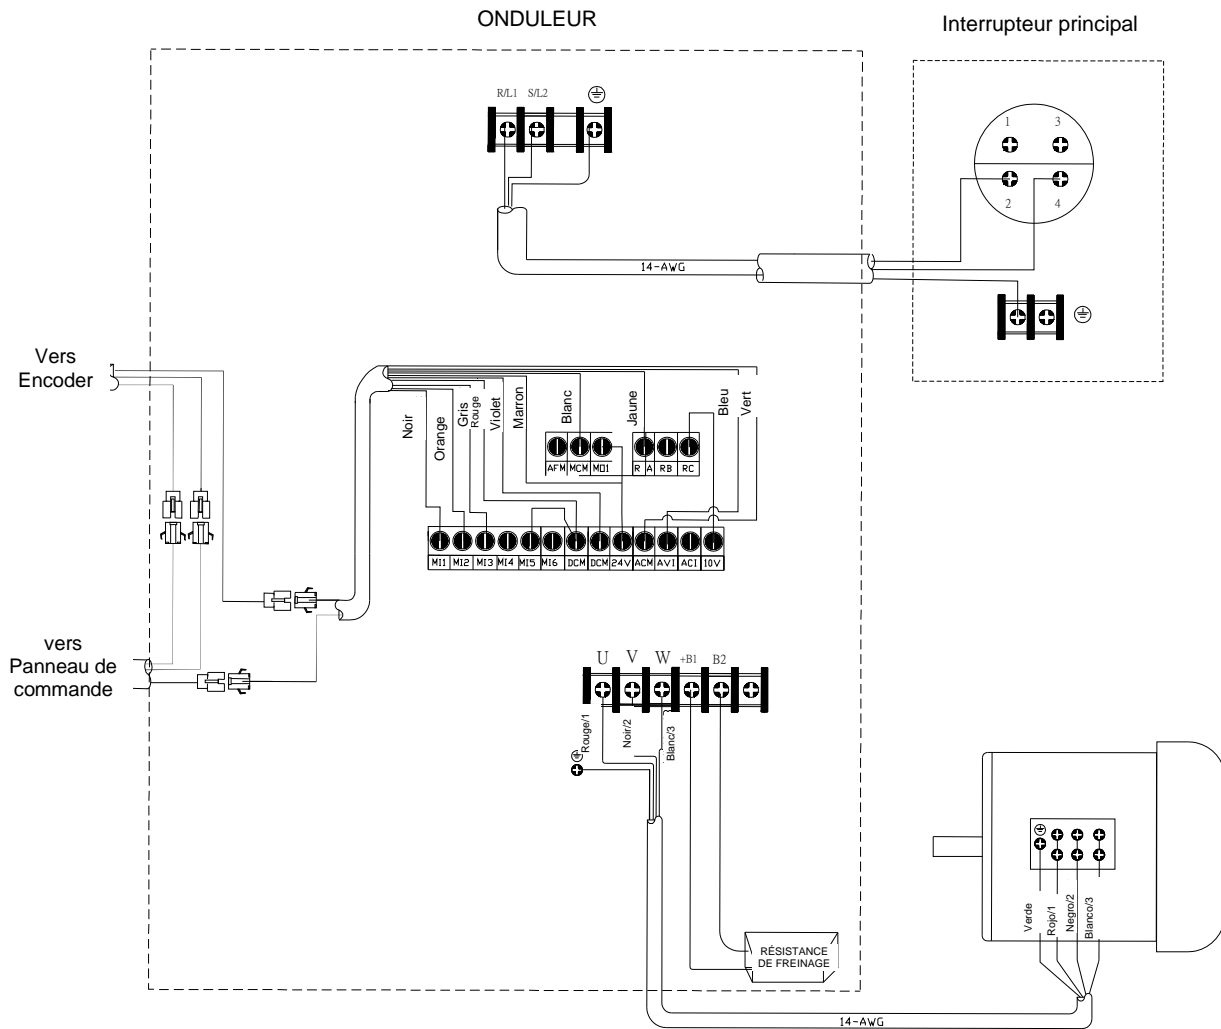 ONDULEUR
Interrupteur principal
R/L1 S/L2
1 3
2 4
14-AWG
Vers
Encoder
Noir
Orange
Gris
Rouge
Violet
Marron
Blanc
Jaune
Bleu
Vert
AFM MCM MO1
R A RB RC
MI1 MI2 MI3 MI4 MI5 MI6 DCM DCM 24V ACM AVI ACI 10V
vers
Panneau de
commande
U V W +B1 B2
Rouge/1
Noir/2
Blanc/3
RÉSISTANCE
DE FREINAGE
Verde
Rojo/1
Negro/2
Blanco/3
14-AWG